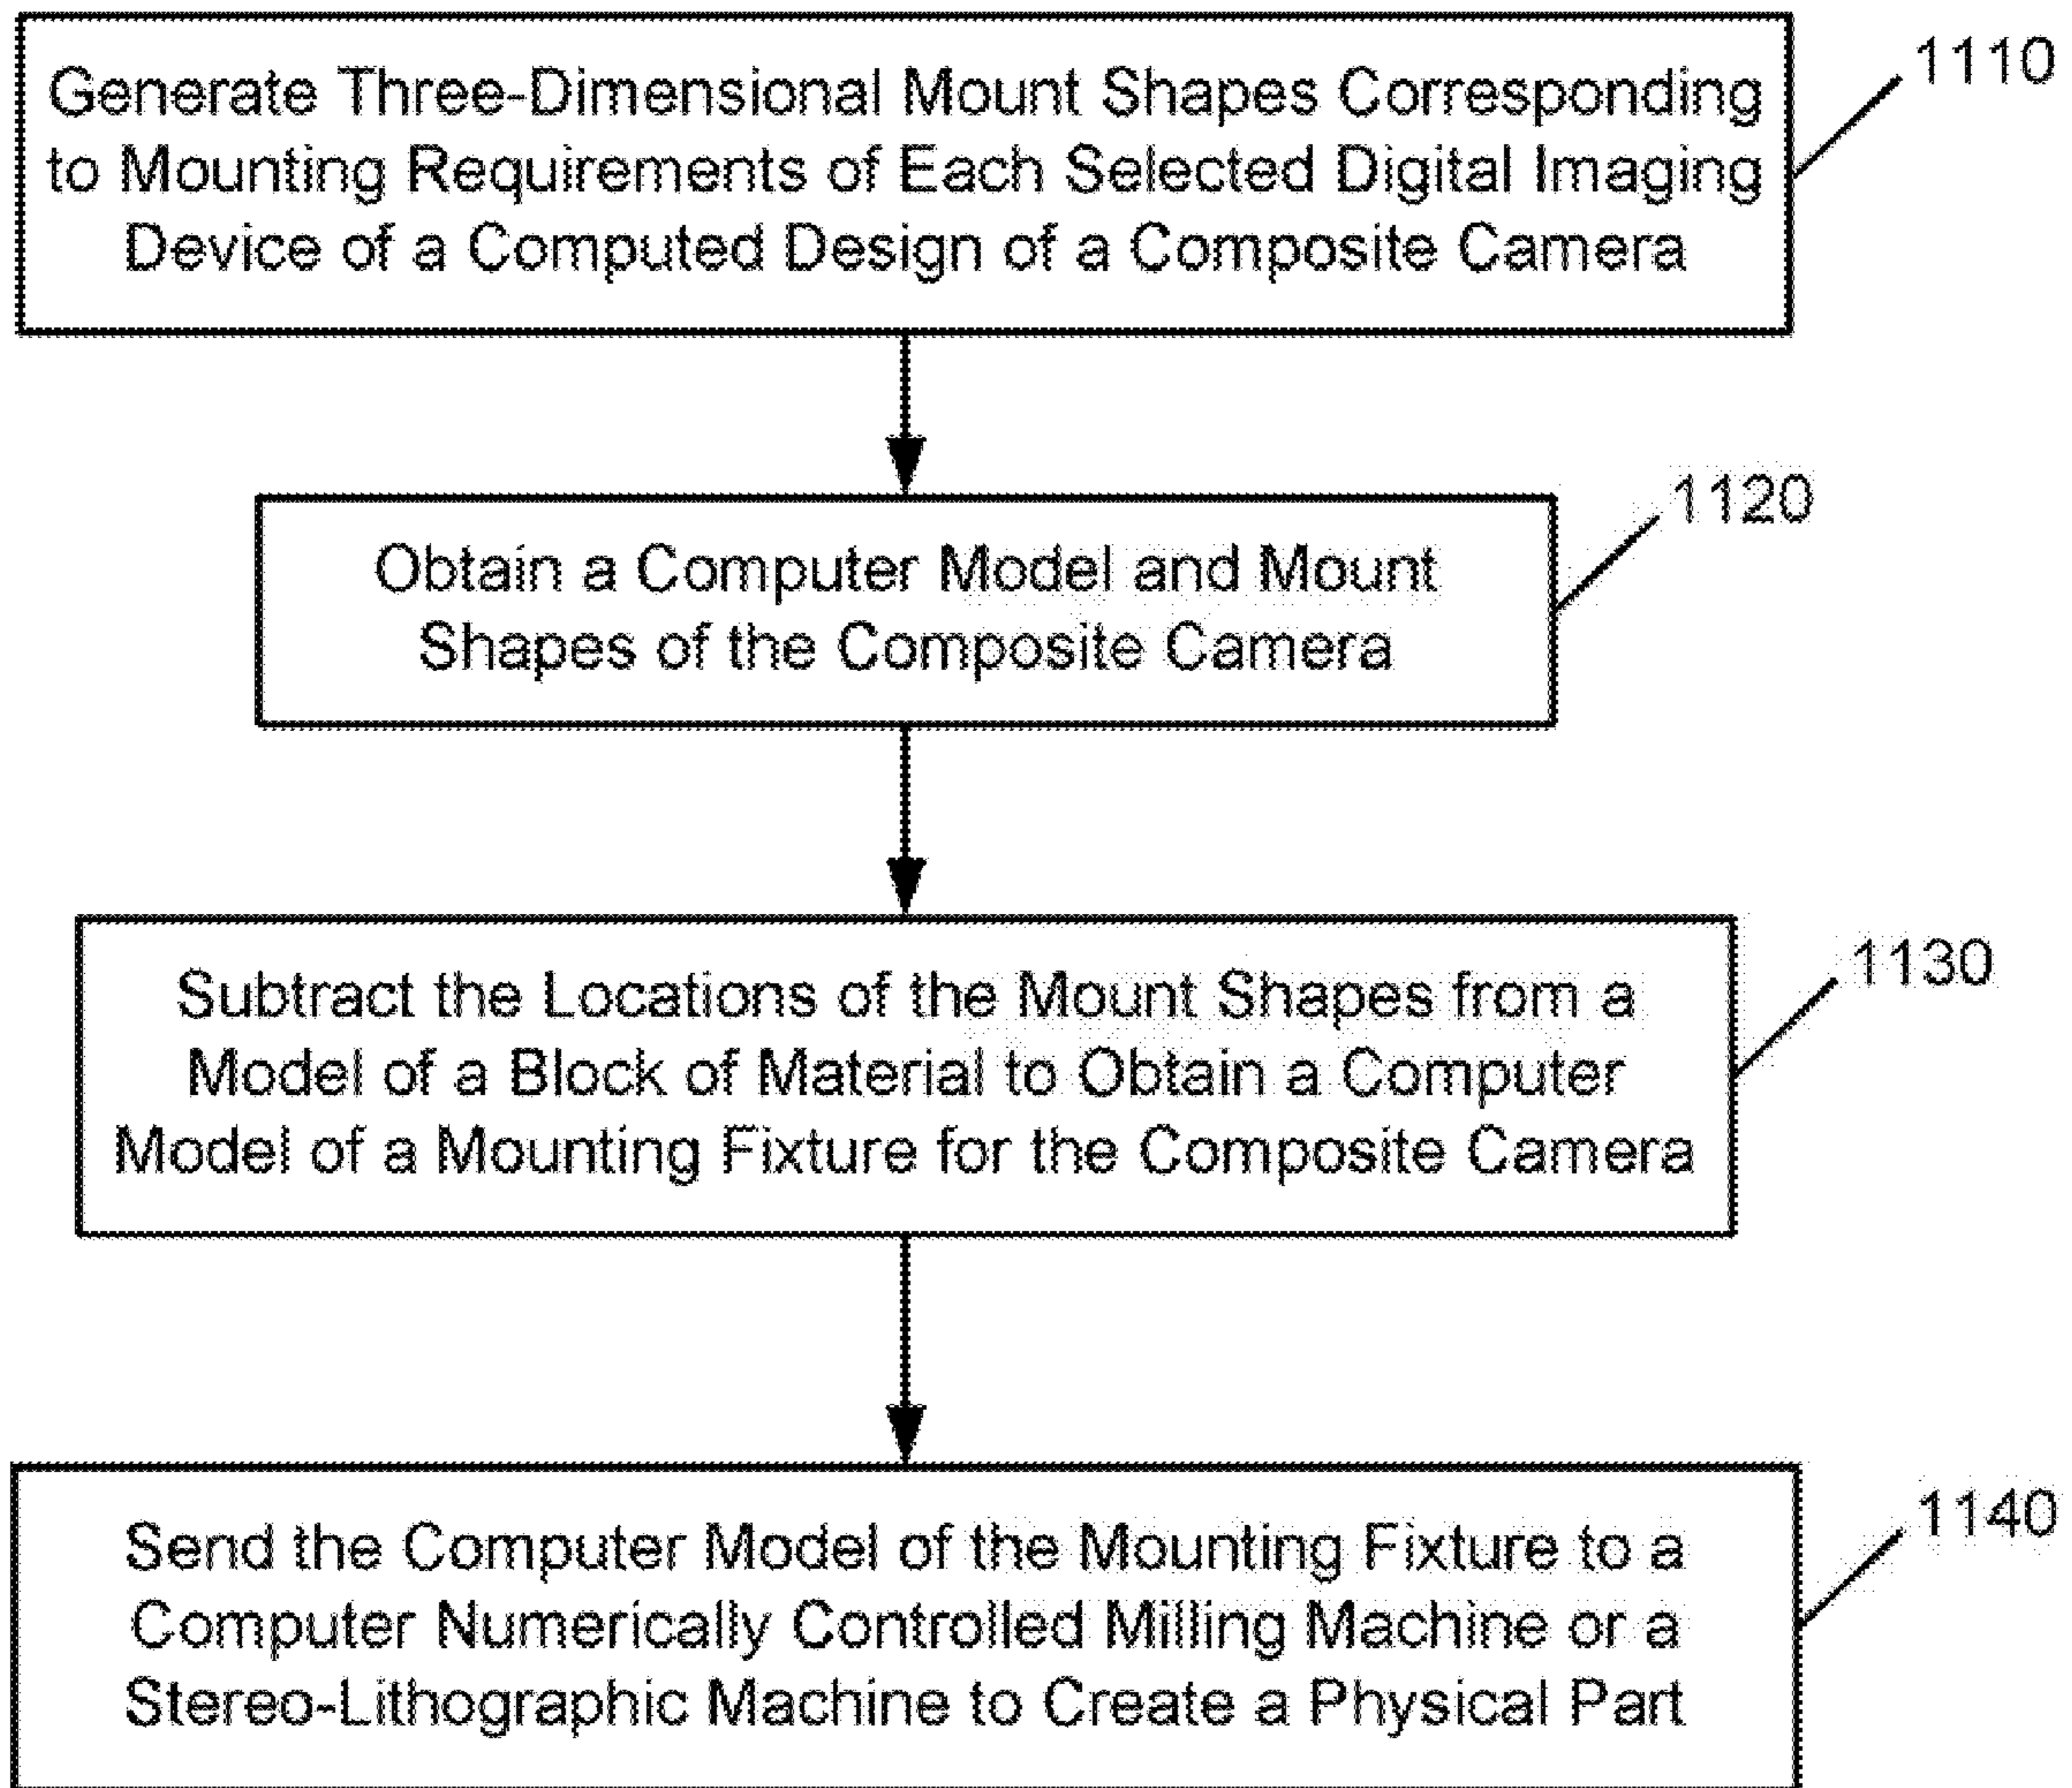 Generate Three-Dimensional Mount Shapes Corresponding
to Mounting Requirements of Each Selected Digital Imaging
Device of a Computed Design of a Composite Camera
1110
Obtain a Computer Model and Mount
Shapes of the Composite Camera
1120
Subtract the Locations of the Mount Shapes from a
Model of a Block of Material to Obtain a Computer
Model of a Mounting Fixture for the Composite Camera
1130
Send the Computer Model of the Mounting Fixture to a
Computer Numerically Controlled Milling Machine or a
Stereo-Lithographic Machine to Create a Physical Part
1140